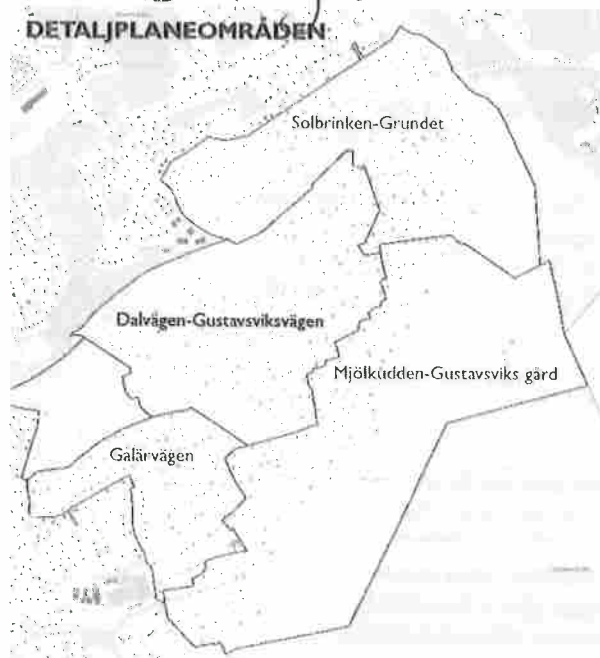 DETALJPLANEOMRÅDEN
Solbrinken-Grundet
Dalvägen-Gustavsviksvägen
Mjölkudden-Gustavsviks gård
Galärvägen